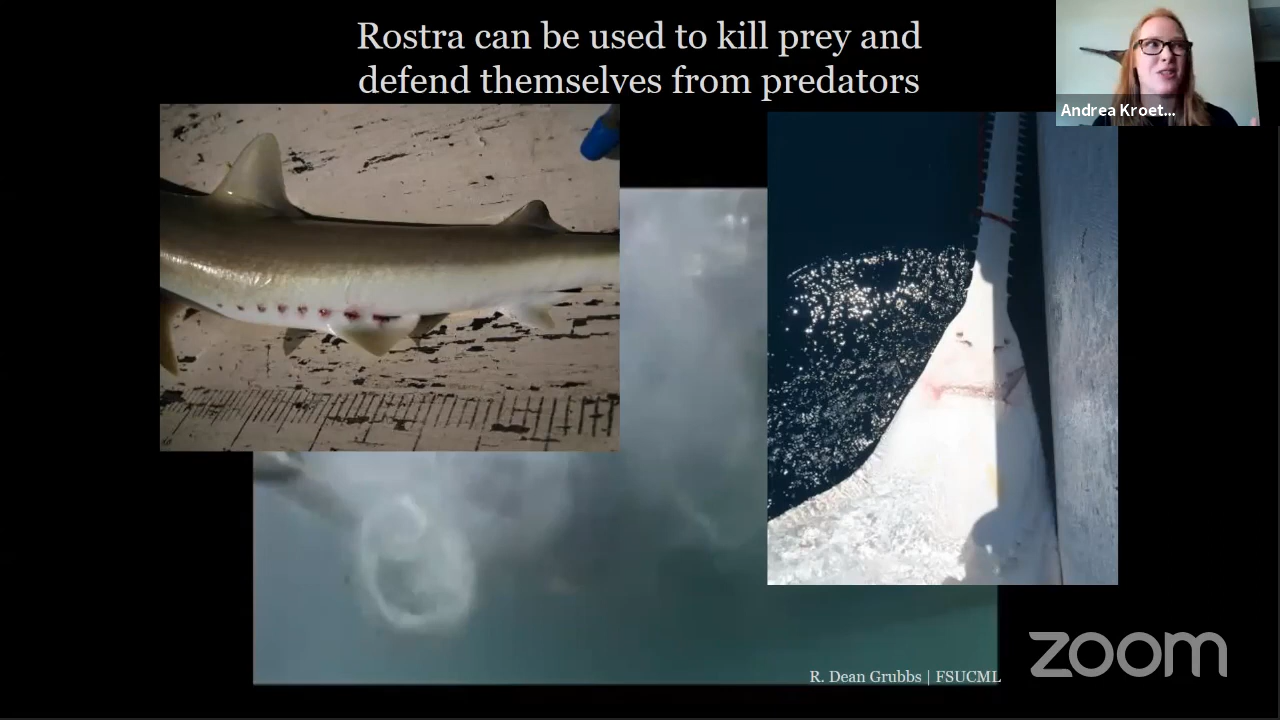 Rostra can be used to kill prey and
defend themselves from predators
Andrea Kroet...
R. Dean Grubbs | FSUCML
zoom